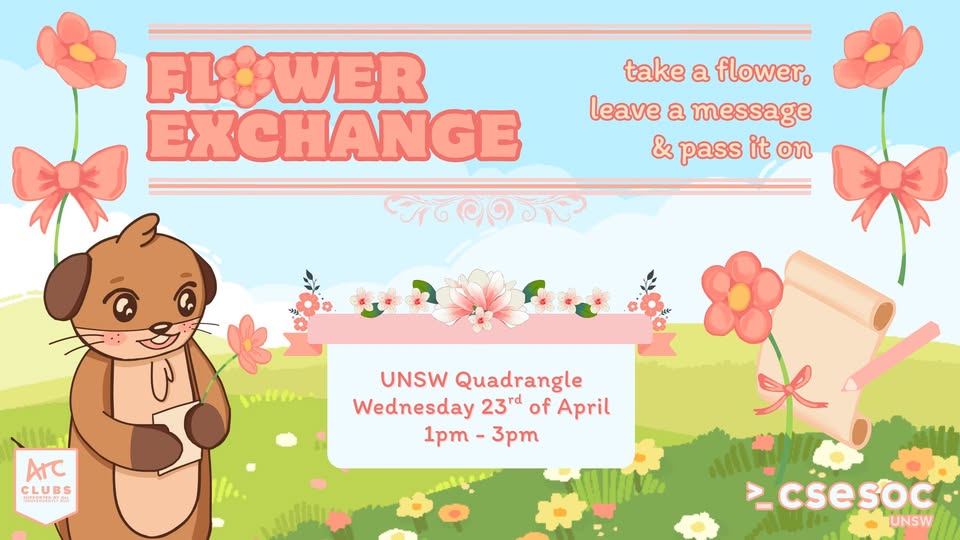 FLOWER
EXCHANGE
take a flower,
leave a message
& pass it on
UNSW Quadrangle
Wednesday 23rd of April
1pm - 3pm
Arc
CLUBS
>_ csesoc
UNSW